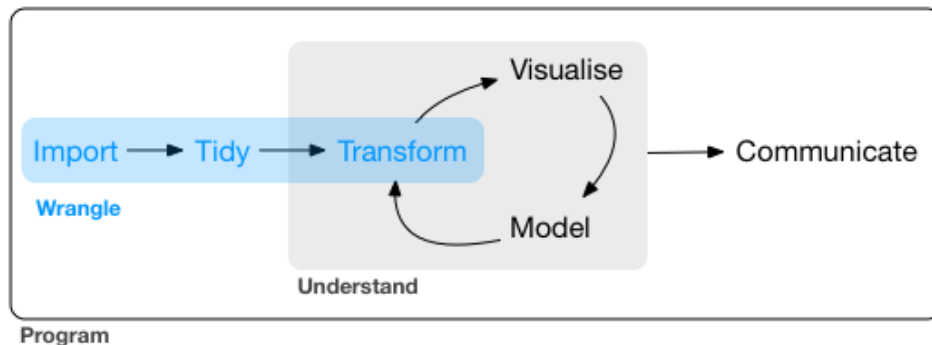 Visualise
Import
Tidy
Transform
Communicate
Wrangle
Model
Understand
Program